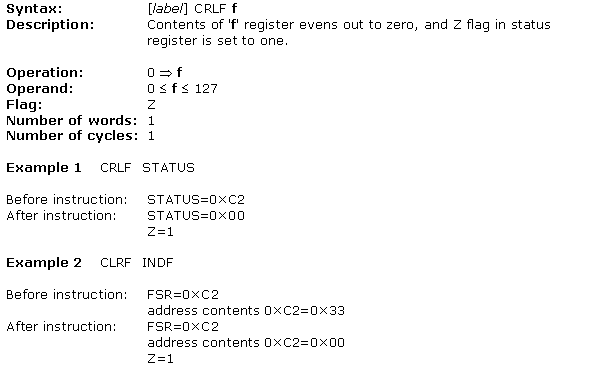 Syntax: [label] CRLF f
Description: Contents of 'f' register evens out to zero, and Z flag in status
register is set to one.
Operation: 0 ⇒ f
Operand: 0 ≤ f ≤ 127
Flag: Z
Number of words: 1
Number of cycles: 1
Example 1 CRLF STATUS
Before instruction: STATUS=0×C2
After instruction: STATUS=0×00
Z=1
Example 2 CLRF INDF
Before instruction: FSR=0×C2
address contents 0×C2=0×33
After instruction: FSR=0×C2
address contents 0×C2=0×00
Z=1